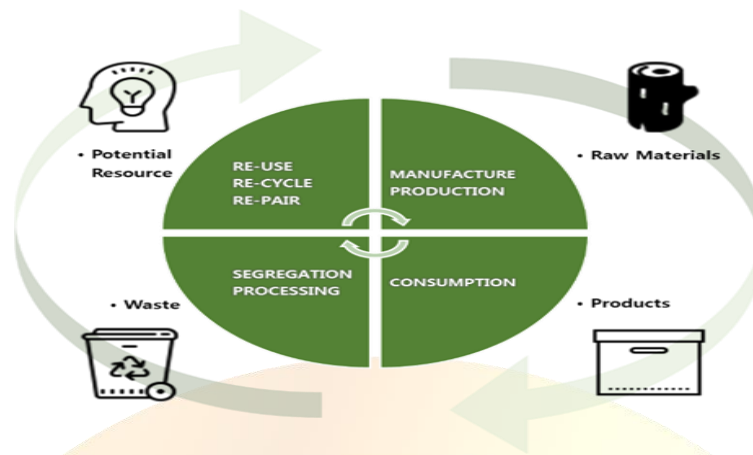 • Potential
Resource
RE-USE
RE-CYCLE
RE-PAIR
MANUFACTURE
PRODUCTION
• Raw Materials
• Waste
SEGREGATION
PROCESSING
CONSUMPTION
• Products